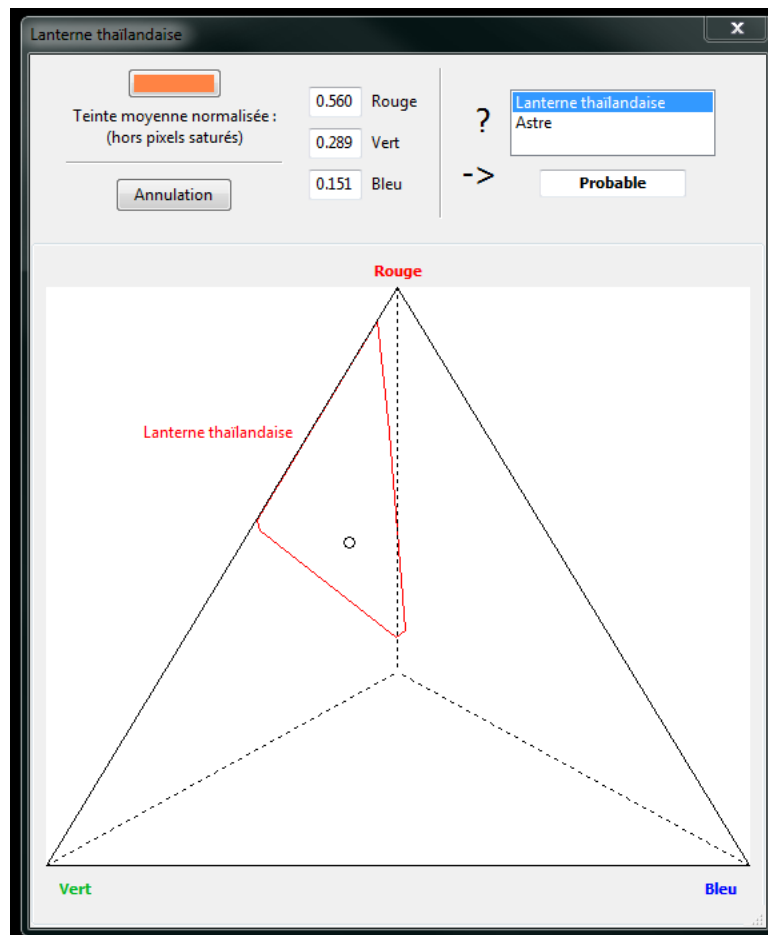 Lanterne thaïlandaise
x
Teinte moyenne normalisée :
(hors pixels saturés)
Annulation
0.560 Rouge
0.289 Vert
0.151 Bleu
?
->
Lanterne thaïlandaise
Astre
Probable
Rouge
Lanterne thaïlandaise
Vert
Bleu